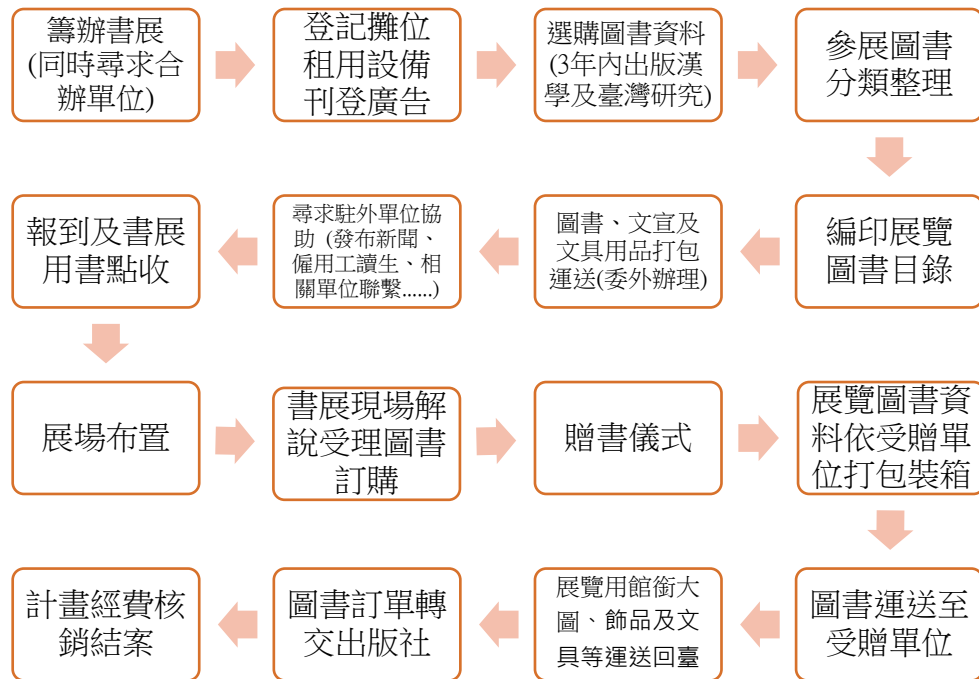 籌辦書展
(同時尋求合
辦單位)
登記攤位
租用設備
刊登廣告
選購圖書資料
(3年內出版漢
學及臺灣研究)
參展圖書
分類整理
編印展覽
圖書目錄
圖書、文宣及
文具用品打包
運送(委外辦理)
尋求駐外單位協
助 (發布新聞、
僱用工讀生、相
關單位聯繫......)
報到及書展
用書點收
展場布置
書展現場解
說受理圖書
訂購
贈書儀式
展覽圖書資
料依受贈單
位打包裝箱
圖書運送至
受贈單位
展覽用館銜大
圖、飾品及文
具等運送回臺
圖書訂單轉
交出版社
計畫經費核
銷結案